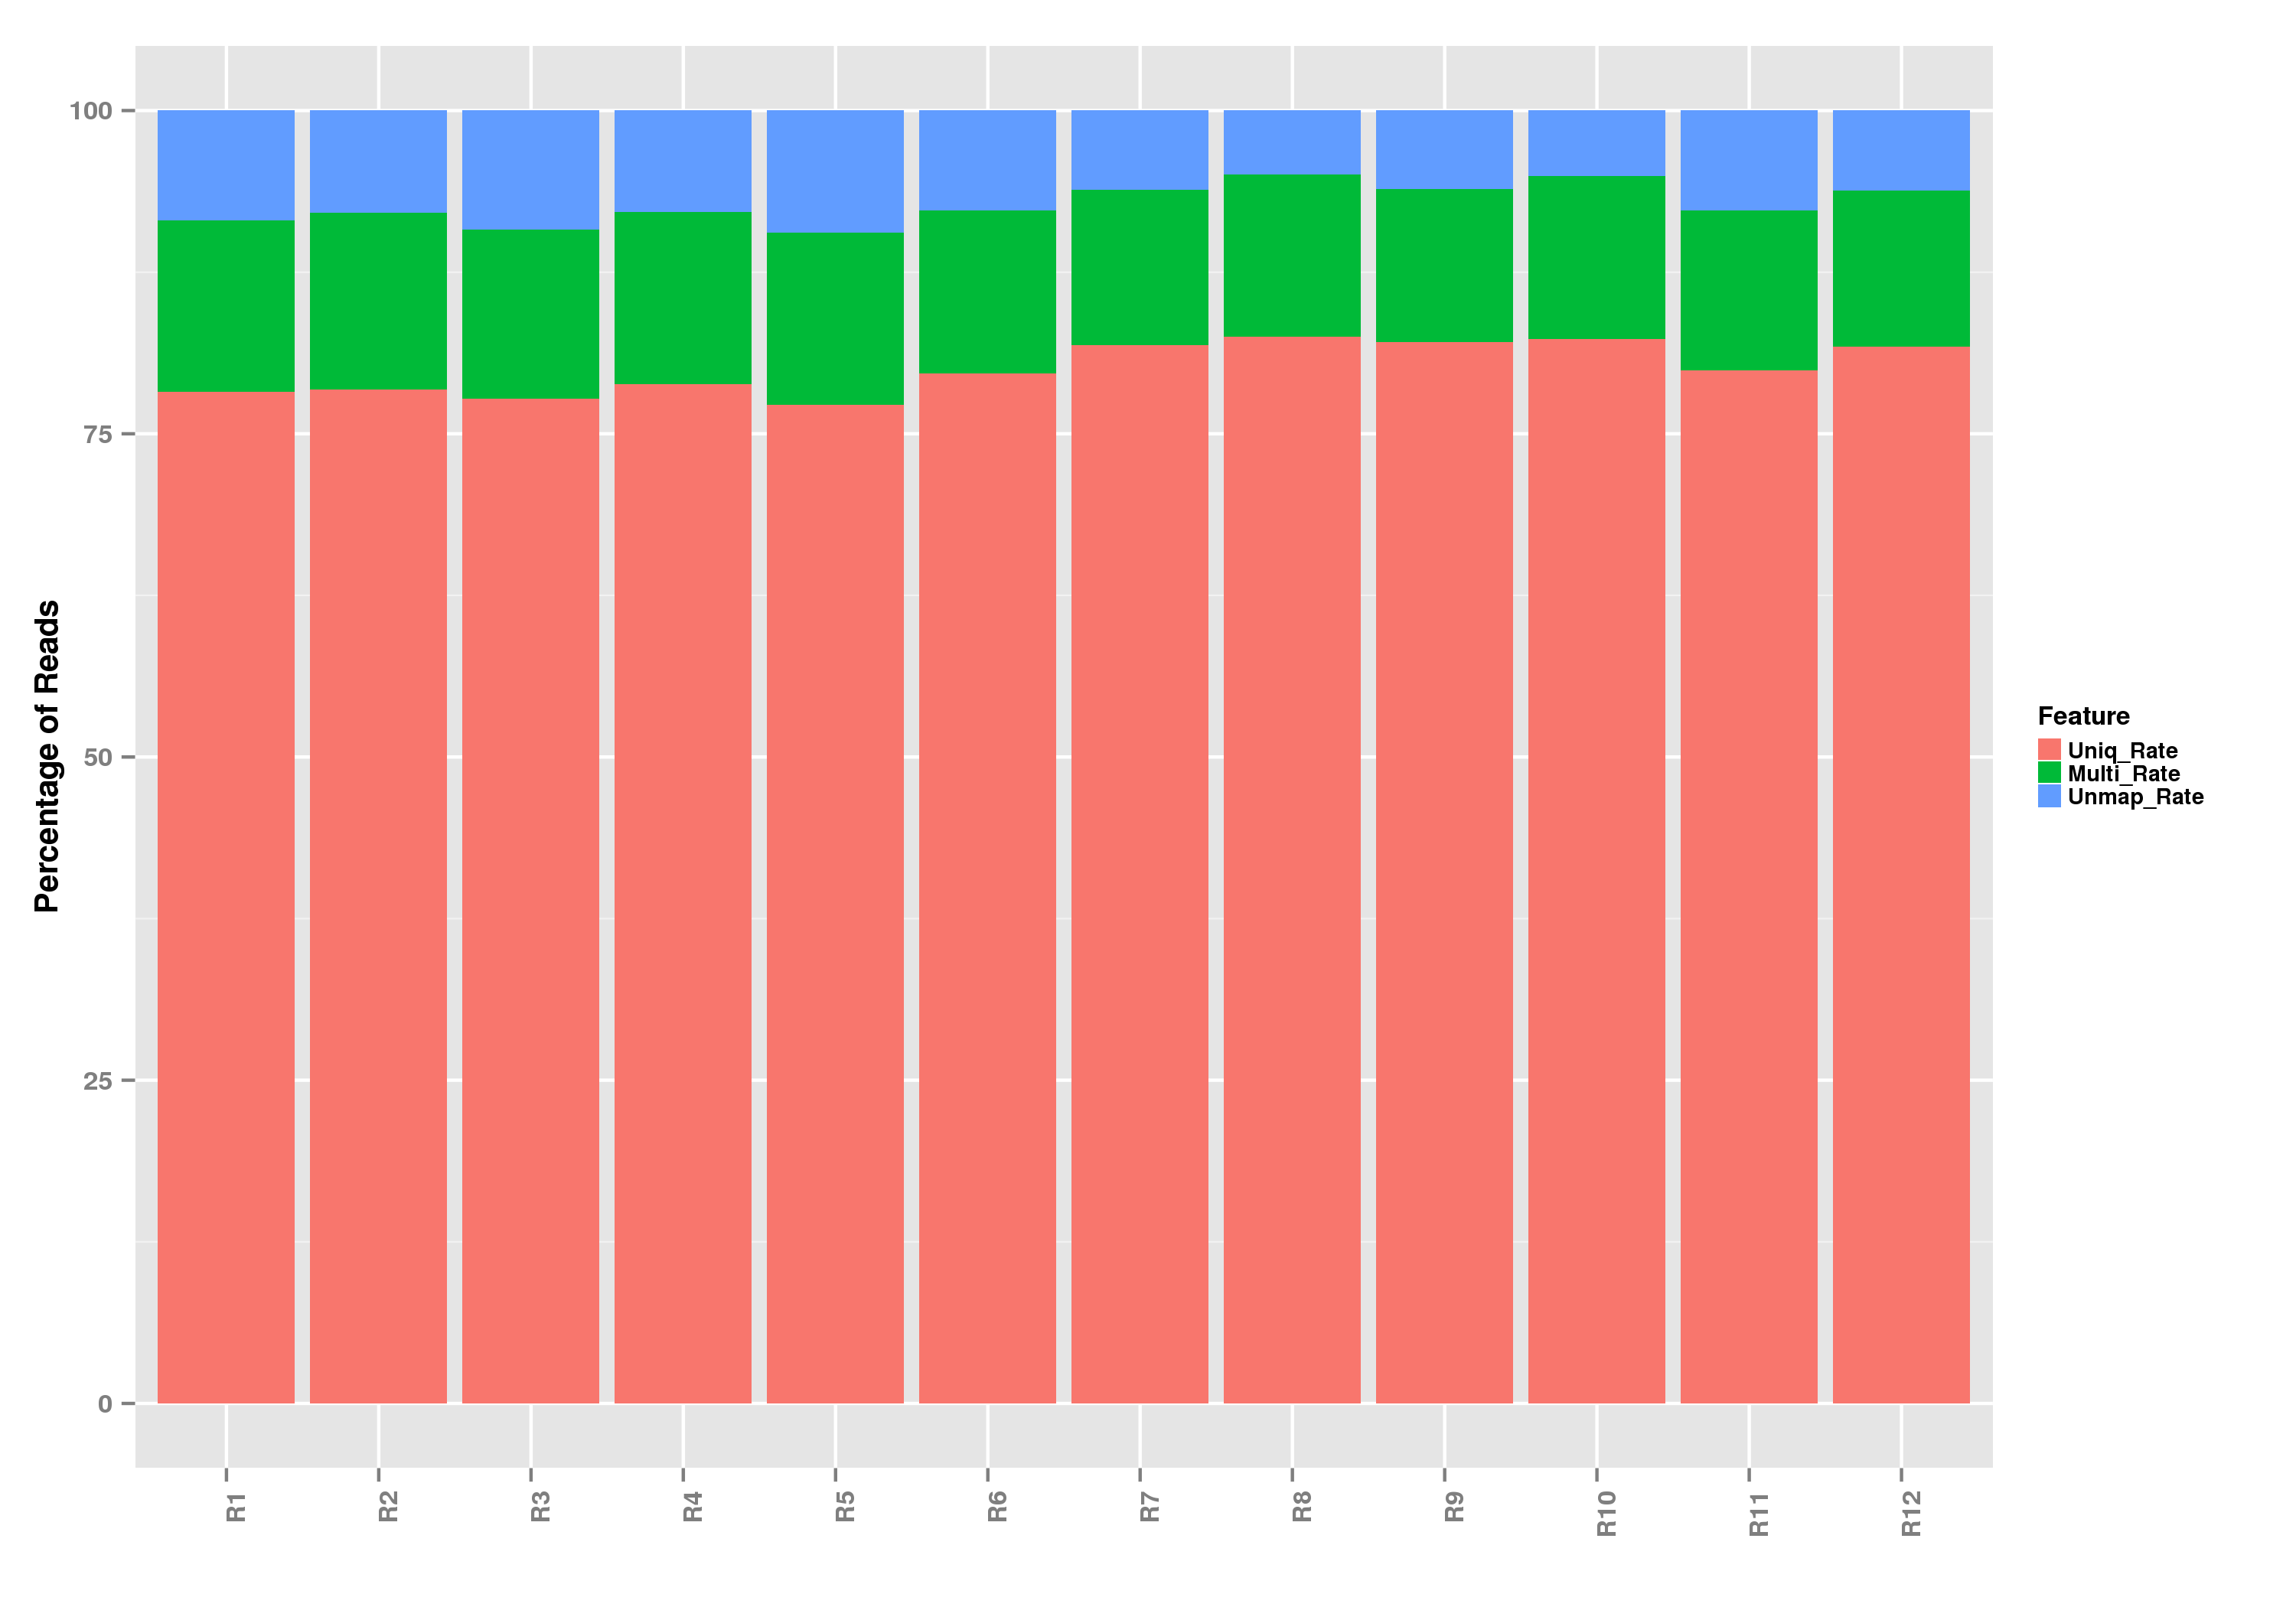 Percentage of Reads
100
75
50
25
0
R1
R2
R3
R4
R5
R6
R7
R8
R9
R10
R11
R12
Feature
Uniq_Rate
Multi_Rate
Unmap_Rate